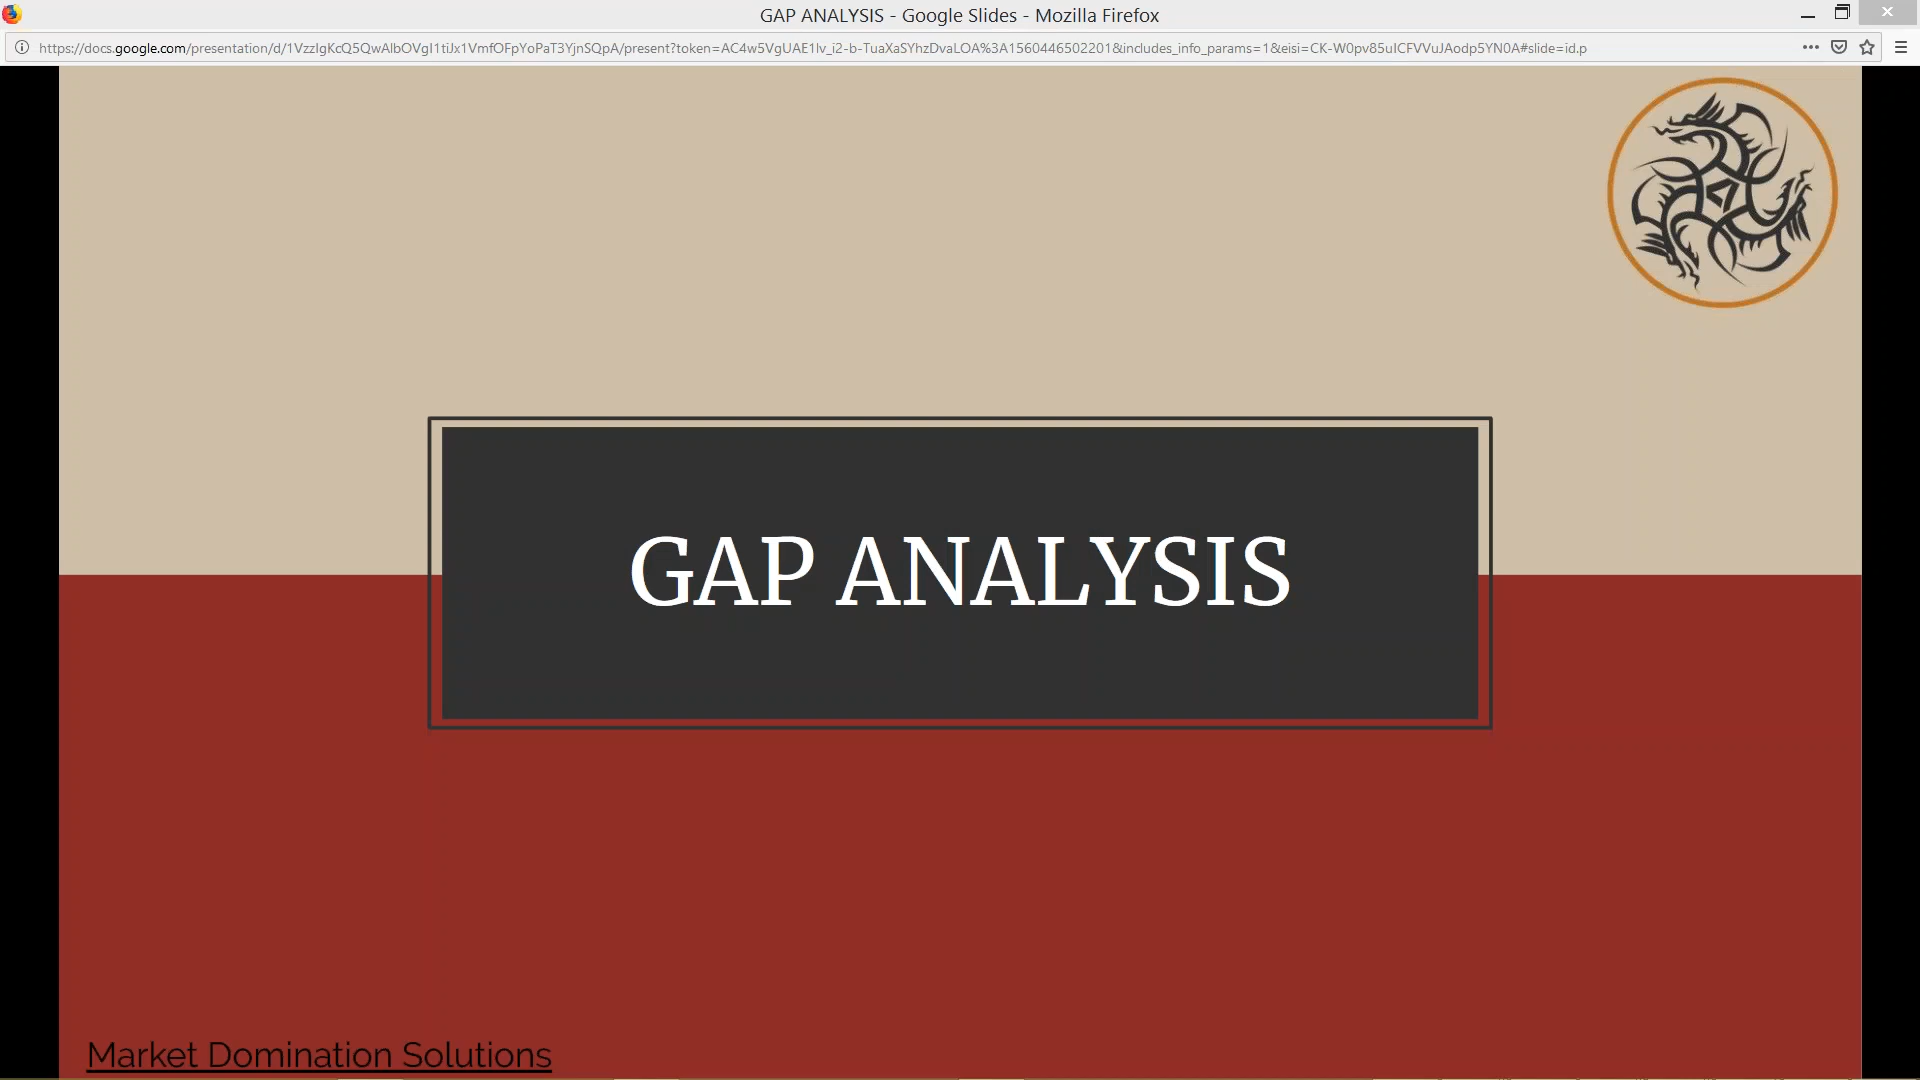 GAP ANALYSIS - Google Slides - Mozilla Firefox
https://docs.google.com/presentation/d/1VzzIgKcQ5QwAlbOVgI1tiJx1VmfOFpYoPaT3YjnSQpA/present?token=AC4w5VgUAE1lv_i2-b-TuaXaSYhzDvaLOA%3A1560446502201&includes_info_params=1&eisi=CK-W0pv85uICFVVuJAodp5YN0A#slide=id.p
GAP ANALYSIS
Market Domination Solutions